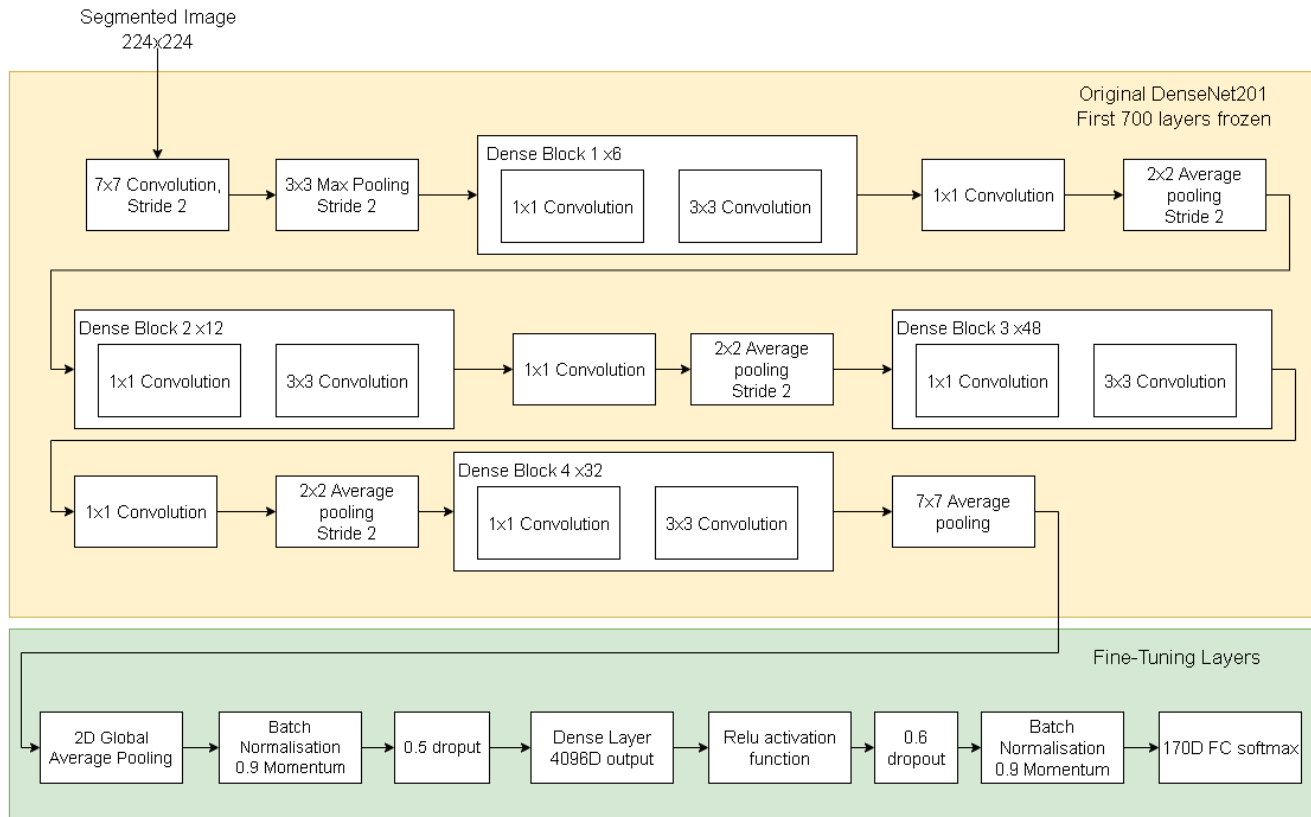 Segmented Image
224x224
Original DenseNet201
First 700 layers frozen
7x7 Convolution,
Stride 2
3x3 Max Pooling
Stride 2
Dense Block 1 x6
1x1 Convolution
3x3 Convolution
1x1 Convolution
2x2 Average
pooling
Stride 2
Dense Block 2 x12
1x1 Convolution
3x3 Convolution
1x1 Convolution
2x2 Average
pooling
Stride 2
Dense Block 3 x48
1x1 Convolution
3x3 Convolution
1x1 Convolution
2x2 Average
pooling
Stride 2
Dense Block 4 x32
1x1 Convolution
3x3 Convolution
7x7 Average
pooling
Fine-Tuning Layers
2D Global
Average Pooling
Batch
Normalisation
0.9 Momentum
0.5 droput
Dense Layer
4096D output
Relu activation
function
0.6
dropout
Batch
Normalisation
0.9 Momentum
170D FC softmax